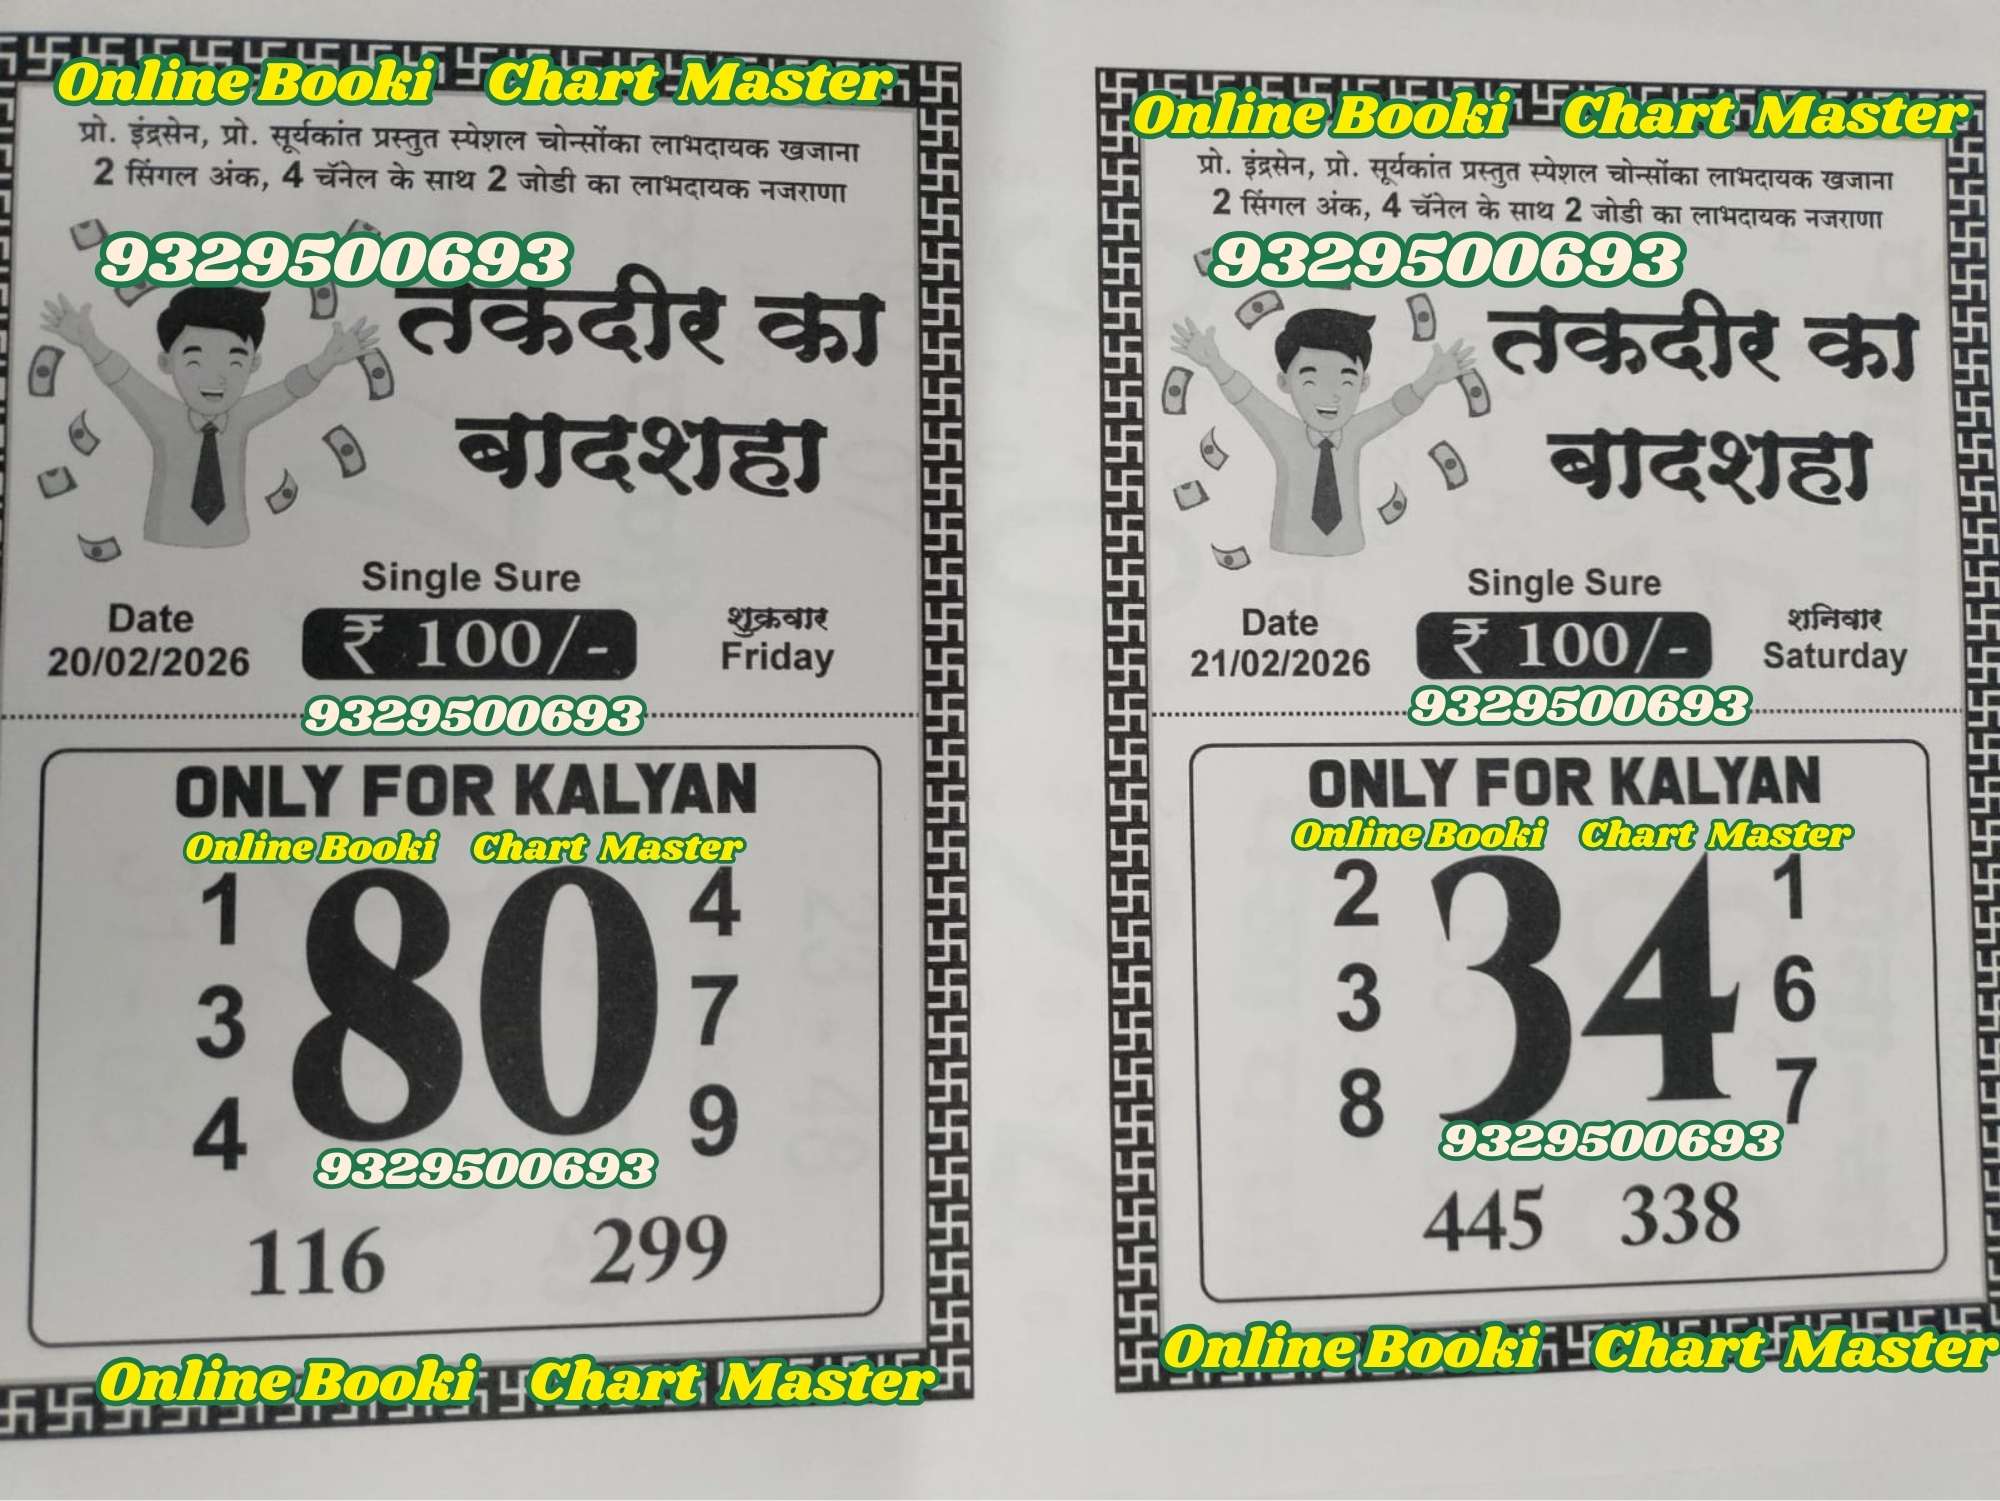 Online Booki Chart Master
प्रो. इंद्रसेन, प्रो. सूर्यकांत प्रस्तुत स्पेशल चोन्सोंका लाभदायक खजाना
2 सिंगल अंक, 4 चॅनेल के साथ 2 जोडी का लाभदायक नजराणा
9329500693
तकदीर का
बादशहा
Single Sure
Date
20/02/2026
₹ 100/-
शुक्रवार
Friday
9329500693
ONLY FOR KALYAN
Online Booki Chart Master
1
3
4
80
4
7
9
9329500693
116 299
Online Booki Chart Master
Online Booki Chart Master
प्रो. इंद्रसेन, प्रो. सूर्यकांत प्रस्तुत स्पेशल चोन्सोंका लाभदायक खजाना
2 सिंगल अंक, 4 चॅनेल के साथ 2 जोडी का लाभदायक नजराणा
9329500693
तकदीर का
बादशहा
Single Sure
Date
21/02/2026
₹ 100/-
शनिवार
Saturday
9329500693
ONLY FOR KALYAN
Online Booki Chart Master
2
3
8
34
1
6
7
9329500693
445 338
Online Booki Chart Master